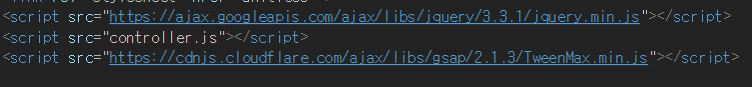 <script src="https://ajax.googleapis.com/ajax/libs/jquery/3.3.1/jquery.min.js"></script>
<script src="controller.js"></script>
<script src="https://cdnjs.cloudflare.com/ajax/libs/gsap/2.1.3/TweenMax.min.js"></script>